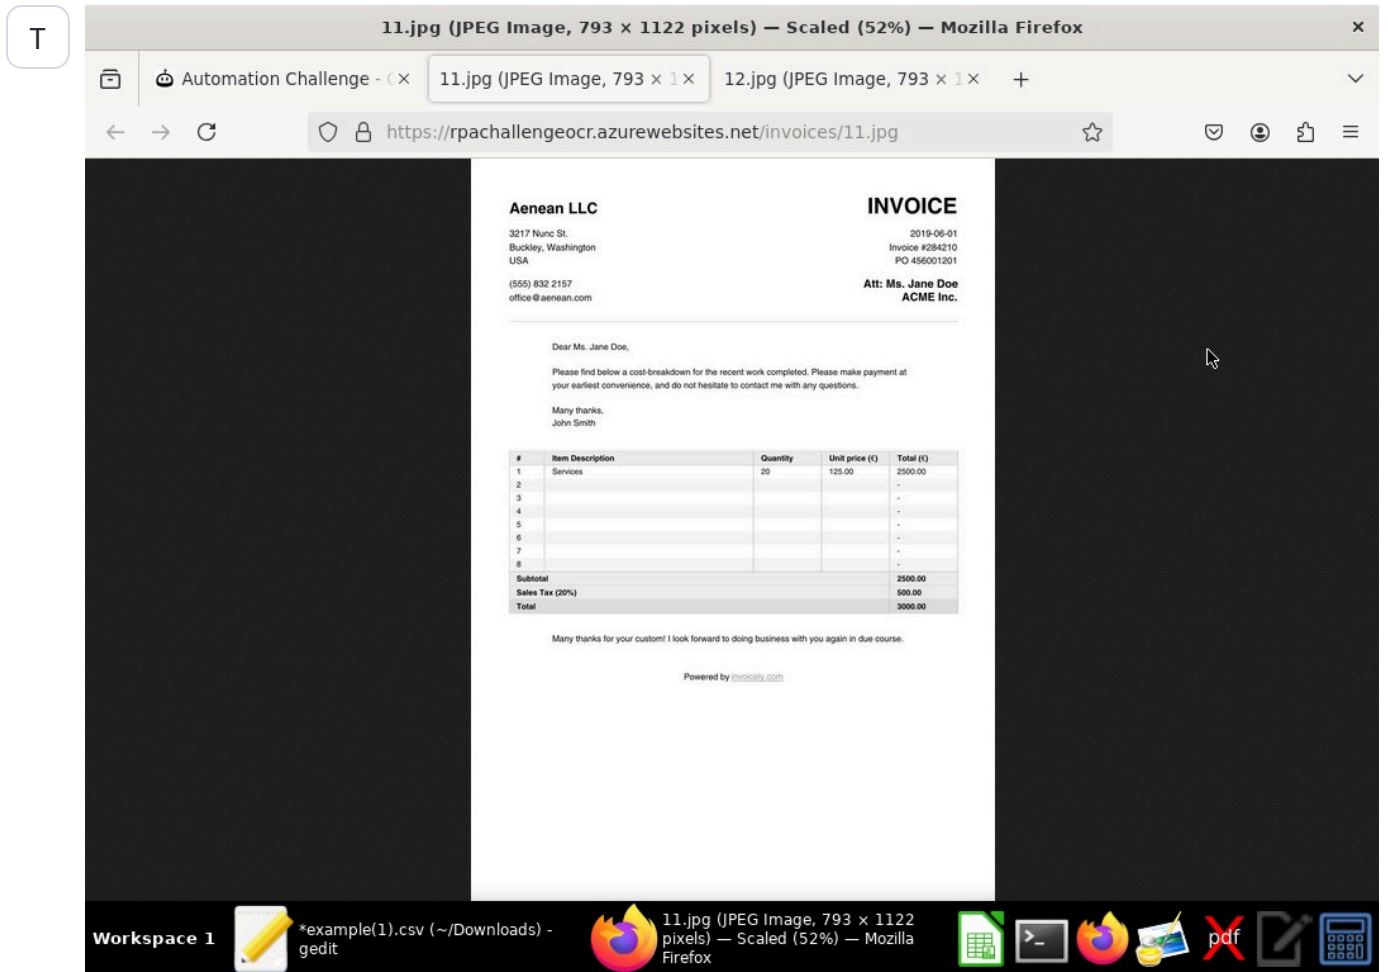 T
11.jpg (JPEG Image, 793 × 1122 pixels) — Scaled (52%) — Mozilla Firefox
Automation Challenge -
11.jpg (JPEG Image, 793 × 1
12.jpg (JPEG Image, 793 × 1
https://rpachallengeocr.azurewebsites.net/invoices/11.jpg
Aenean LLC
INVOICE
3217 Nunc St.
2019-06-01
Buckley, Washington
Invoice #284210
USA
PO 456001201
(555) 832 2157
Att: Ms. Jane Doe
office@aenean.com
ACME Inc.
Dear Ms. Jane Doe,
Please find below a cost-breakdown for the recent work completed. Please make payment at
your earliest convenience, and do not hesitate to contact me with any questions.
Many thanks,
John Smith
# Item Description Quantity Unit price (€) Total (€)
1 Services 20 125.00 2500.00
2 -
3 -
4 -
5 -
6 -
7 -
8 -
Subtotal 2500.00
Sales Tax (20%) 500.00
Total 3000.00
Many thanks for your custom! I look forward to doing business with you again in due course.
Powered by invoicely.com
Workspace 1
*example(1).csv (~/Downloads) -
gedit
11.jpg (JPEG Image, 793 × 1122
pixels) — Scaled (52%) — Mozilla
Firefox
pdf